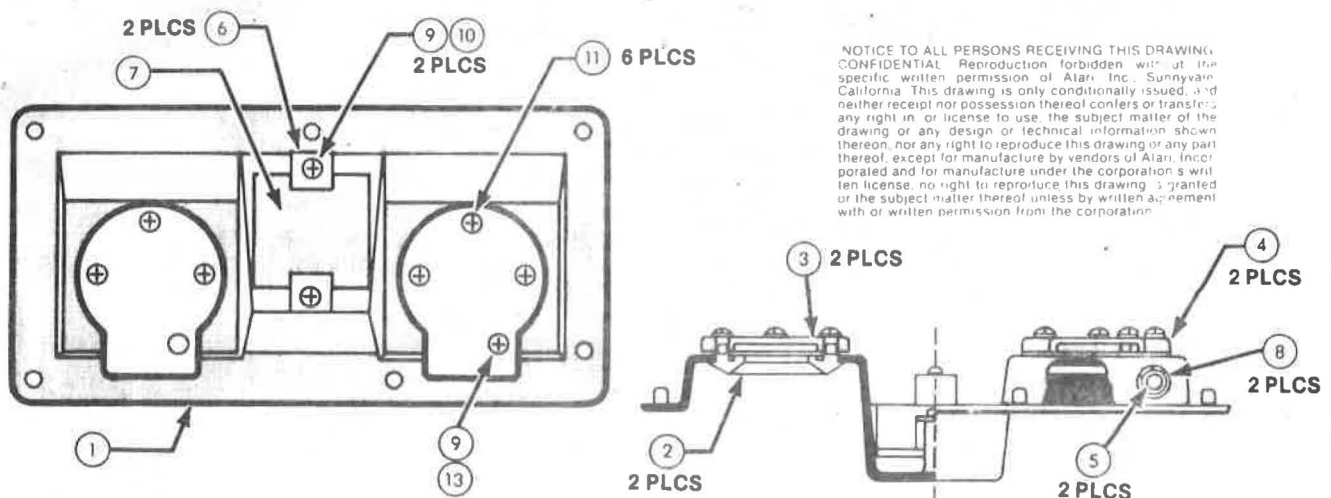 2 PLCS 6
9 10
2 PLCS
11 6 PLCS
7
1
9
13
NOTICE TO ALL PERSONS RECEIVING THIS DRAWING
CONFIDENTIAL Reproduction forbidden without the
specific written permission of Atari Inc., Sunnyvale
California This drawing is only conditionally issued, and
neither receipt nor possession thereof confers or transfers
any right in, or license to use, the subject matter of the
drawing or any design or technical information shown
thereon, nor any right to reproduce this drawing or any part
thereof, except for manufacture by vendors of Atari, Incor
porated and for manufacture under the corporation s writ
ten license, no right to reproduce this drawing is granted
or the subject matter thereof unless by written agreement
with or written permission from the corporation
3 2 PLCS
4
2 PLCS
8
2 PLCS
2
2 PLCS
5
2 PLCS